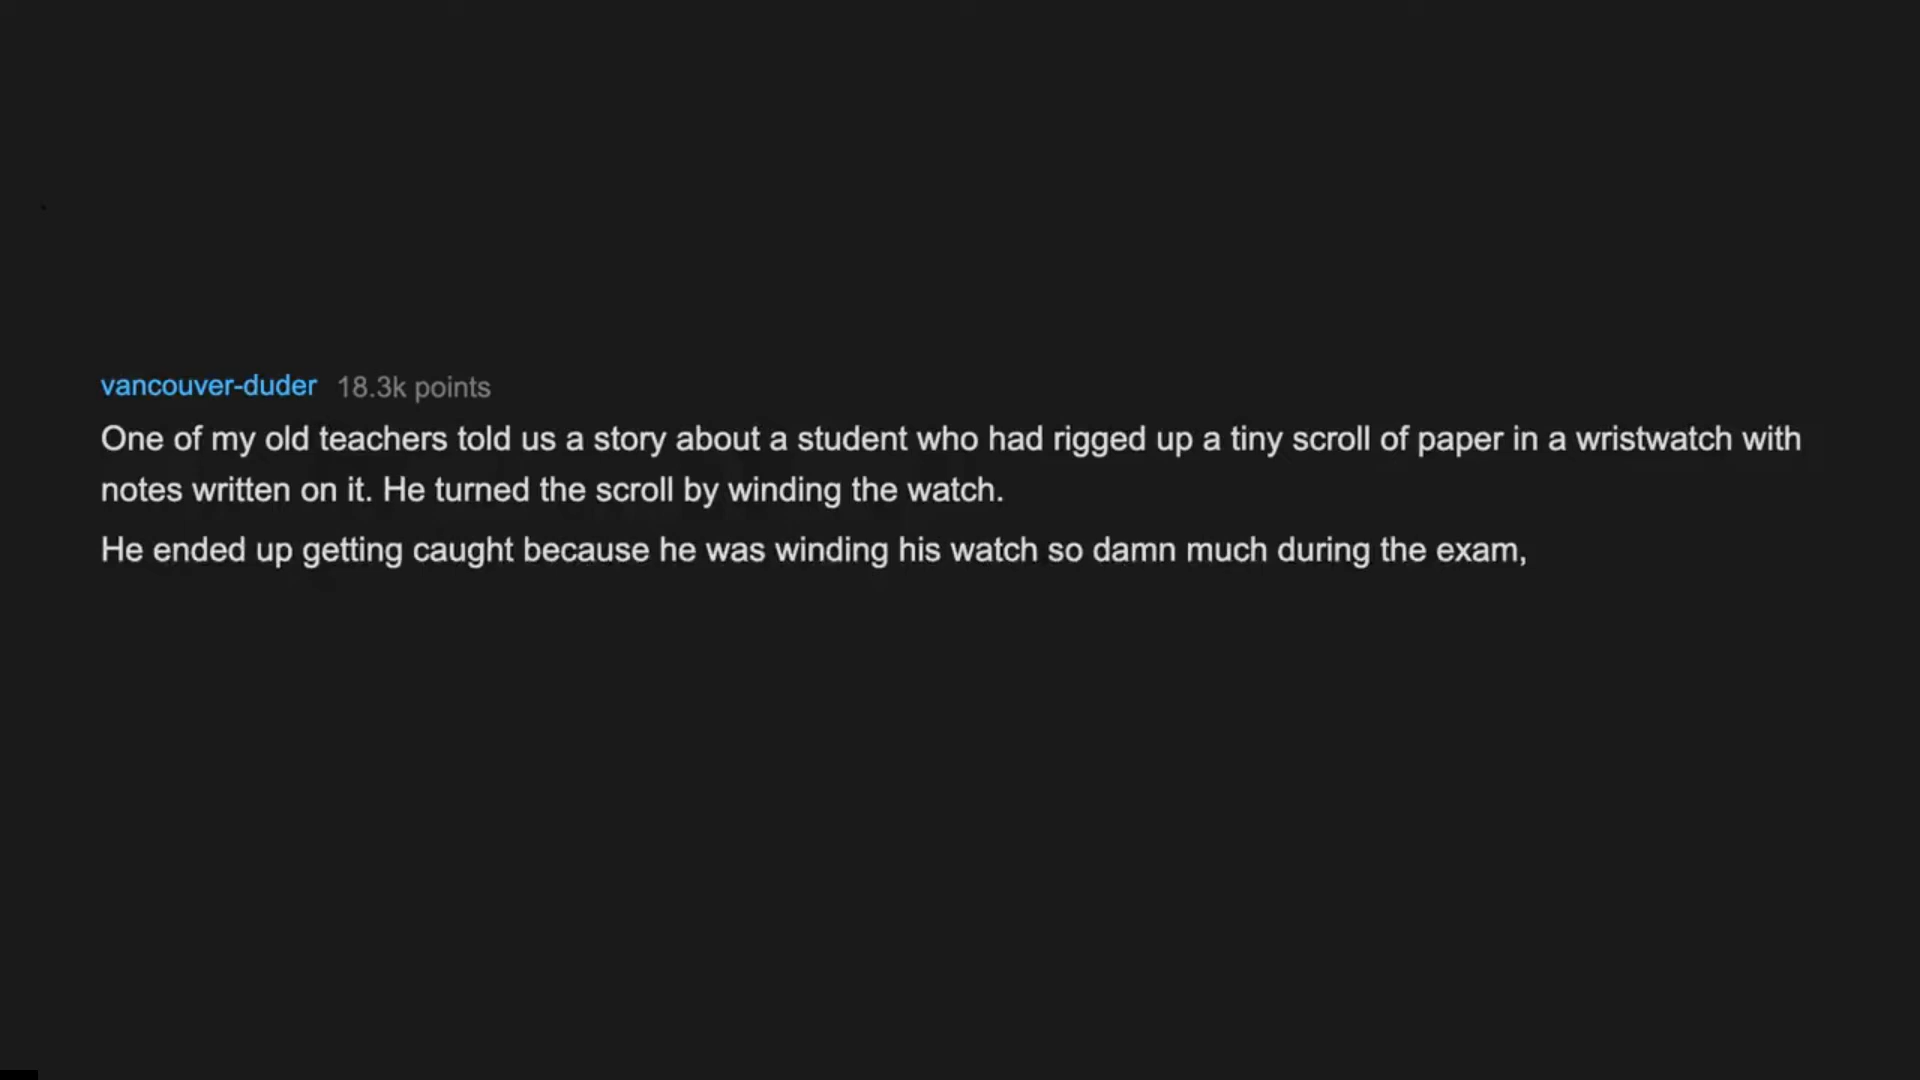 vancouver-duder 18.3k points
One of my old teachers told us a story about a student who had rigged up a tiny scroll of paper in a wristwatch with
notes written on it. He turned the scroll by winding the watch.
He ended up getting caught because he was winding his watch so damn much during the exam,